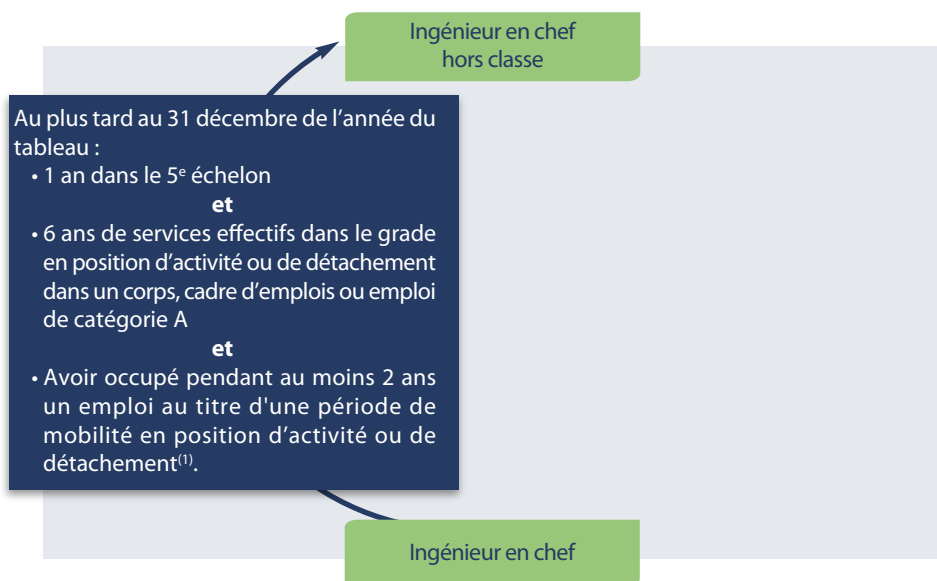 Ingénieur en chef
hors classe
Au plus tard au 31 décembre de l’année du
tableau :
• 1 an dans le 5e échelon
et
• 6 ans de services effectifs dans le grade
en position d’activité ou de détachement
dans un corps, cadre d’emplois ou emploi
de catégorie A
et
• Avoir occupé pendant au moins 2 ans
un emploi au titre d'une période de
mobilité en position d’activité ou de
détachement(1).
Ingénieur en chef